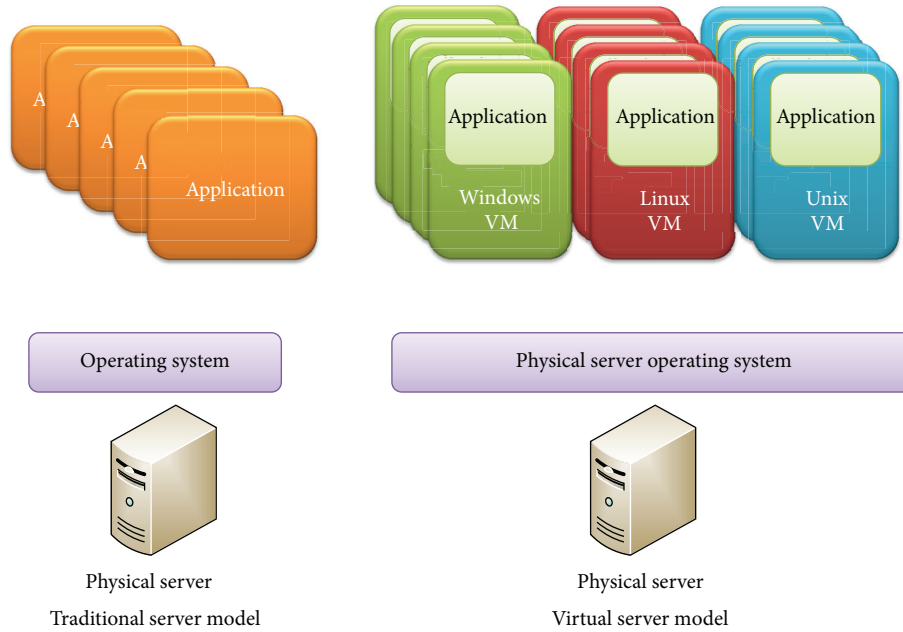 A
A
A
A
Application
Application
Windows
VM
Application
Linux
VM
Application
Unix
VM
Operating system
Physical server operating system
Physical server
Traditional server model
Physical server
Virtual server model